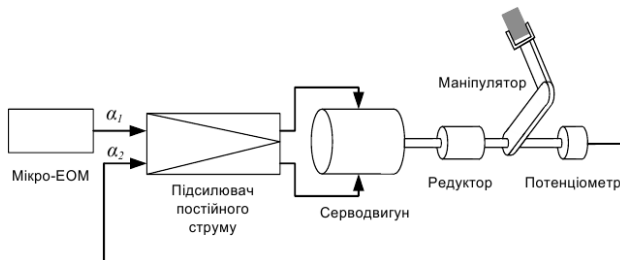 Маніпулятор
α1
α2
Мікро-ЕОМ
Підсилювач
постійного
струму
Серводвигун
Редуктор
Потенціометр